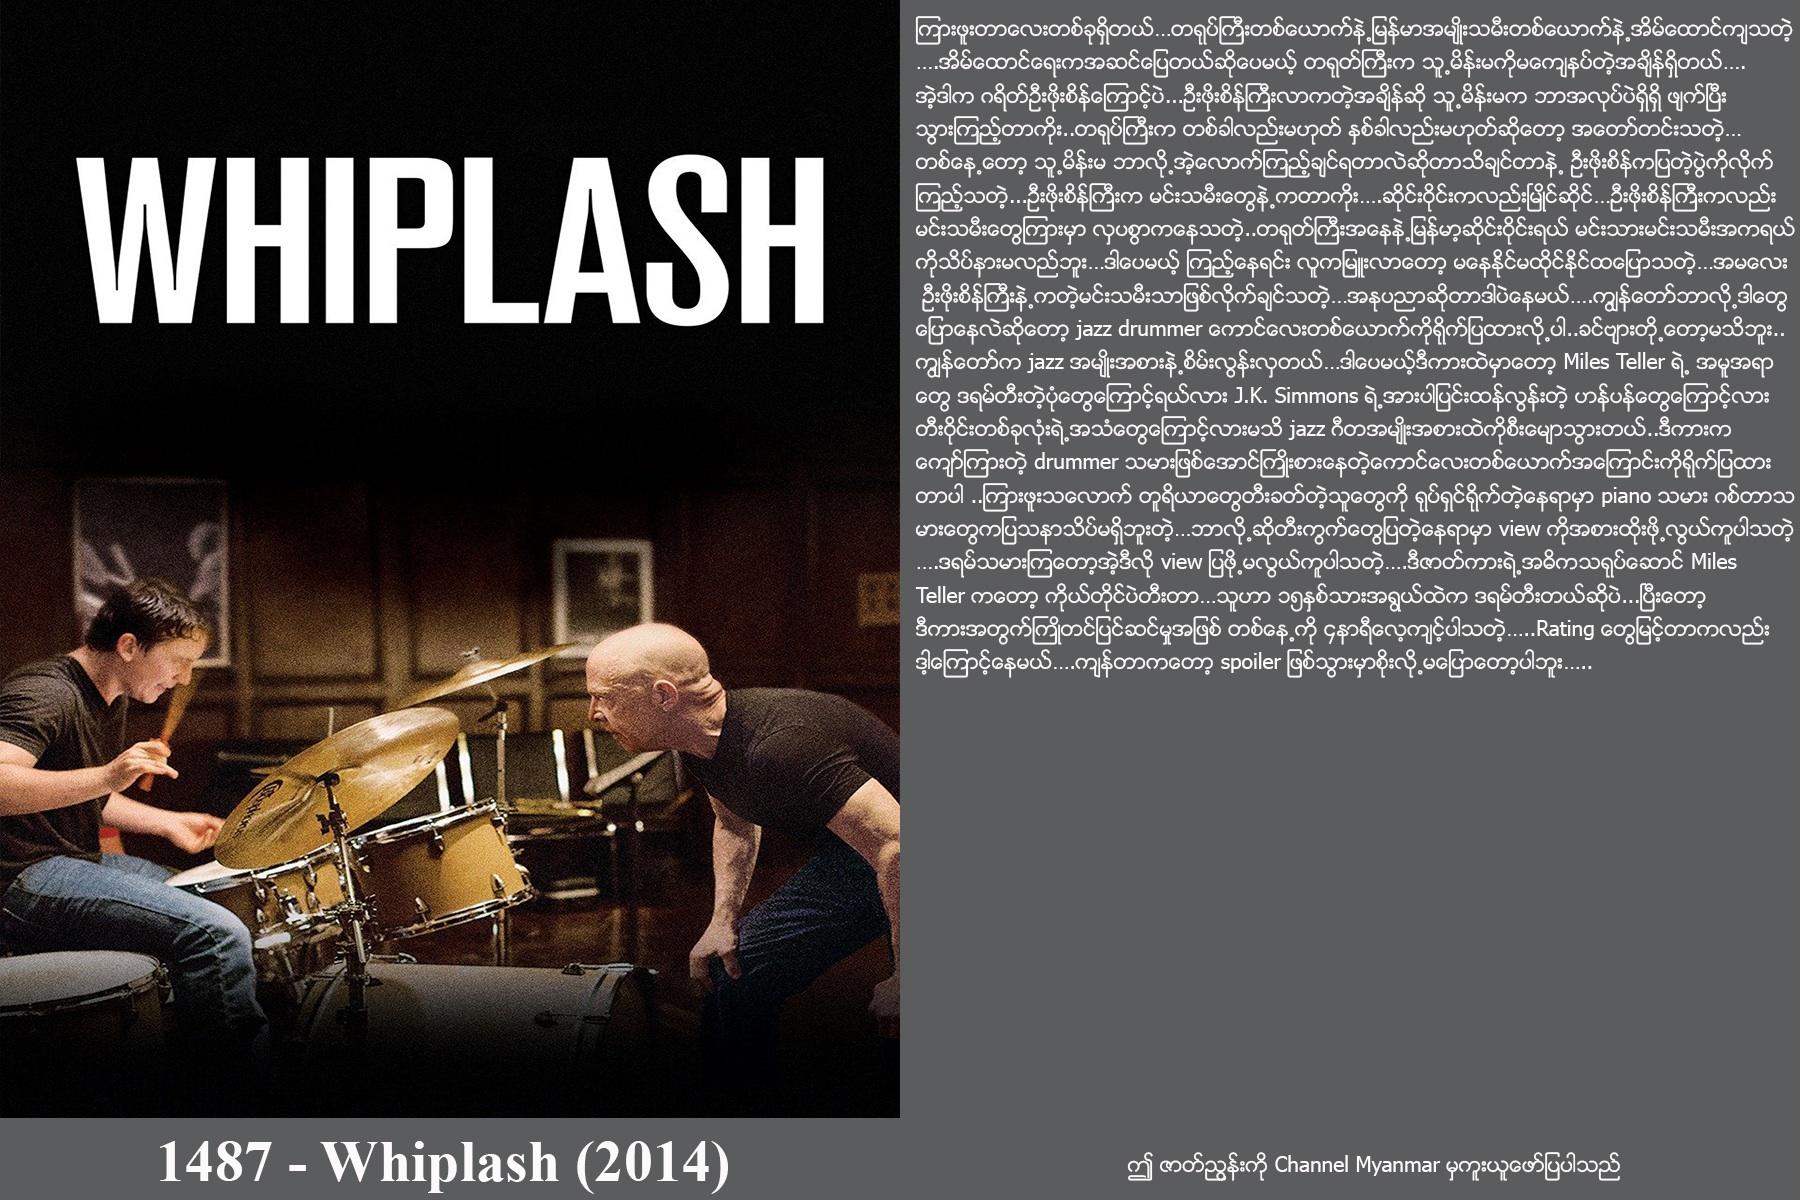 WHIPLASH
1487 - Whiplash (2014)
ကြားဖူးတာလေးတစ်ခုရှိတယ်...တရုပ်ကြီးတစ်ယောက်နဲ့မြန်မာအမျိုးသမီးတစ်ယောက်နဲ့အိမ်ထောင်ကျသတဲ့
....အိမ်ထောင်ရေးကအဆင်ပြေတယ်ဆိုပေမယ့် တရုတ်ကြီးက သူ့မိန်းမကိုမကျေနပ်တဲ့အချိန်ရှိတယ်....
အဲ့ဒါက ဂရိတ်ဦးဖိုးစိန်ကြောင့်ပဲ...ဦးဖိုးစိန်ကြီးလာကတဲ့အချိန်ဆို သူ့မိန်းမက ဘာအလုပ်ပဲရှိရှိ ဖျက်ပြီး
သွားကြည့်တာကိုး..တရုပ်ကြီးက တစ်ခါလည်းမဟုတ် နှစ်ခါလည်းမဟုတ်ဆိုတော့ အတော်တင်းသတဲ့...
တစ်နေ့တော့ သူ့မိန်းမ ဘာလို့အဲ့လောက်ကြည့်ချင်ရတာလဲဆိုတာသိချင်တာနဲ့ ဦးဖိုးစိန်ကပြတဲ့ပွဲကိုလိုက်
ကြည့်သတဲ့...ဦးဖိုးစိန်ကြီးက မင်းသမီးတွေနဲ့ကတာကိုး....ဆိုင်းဝိုင်းကလည်းမြိုင်ဆိုင်...ဦးဖိုးစိန်ကြီးကလည်း
မင်းသမီးတွေကြားမှာ လှပစွာကနေသတဲ့..တရုတ်ကြီးအနေနဲ့မြန်မာ့ဆိုင်းဝိုင်းရယ် မင်းသားမင်းသမီးအကရယ်
ကိုသိပ်နားမလည်ဘူး...ဒါပေမယ့် ကြည့်နေရင်း လူကမြူးလာတော့ မနေနိုင်မထိုင်နိုင်ထပြောသတဲ့...အမလေး
ဦးဖိုးစိန်ကြီးနဲ့ကတဲ့မင်းသမီးသာဖြစ်လိုက်ချင်သတဲ့...အနုပညာဆိုတာဒါပဲနေမယ်....ကျွန်တော်ဘာလို့ဒါတွေ
ပြောနေလဲဆိုတော့ jazz drummer ကောင်လေးတစ်ယောက်ကိုရိုက်ပြထားလို့ပါ..ခင်ဗျားတို့တော့မသိဘူး..
ကျွန်တော်က jazz အမျိုးအစားနဲ့စိမ်းလွန်းလှတယ်...ဒါပေမယ့်ဒီကားထဲမှာတော့ Miles Teller ရဲ့ အမူအရာ
တွေ ဒရမ်တီးတဲ့ပုံတွေကြောင့်ရယ်လား J.K. Simmons ရဲ့အားပါပြင်းထန်လွန်းတဲ့ ဟန်ပန်တွေကြောင့်လား
တီးဝိုင်းတစ်ခုလုံးရဲ့အသံတွေကြောင့်လားမသိ jazz ဂီတအမျိုးအစားထဲကိုစီးမျောသွားတယ်..ဒီကားက
ကျော်ကြားတဲ့ drummer သမားဖြစ်အောင်ကြိုးစားနေတဲ့ကောင်လေးတစ်ယောက်အကြောင်းကိုရိုက်ပြထား
တာပါ ..ကြားဖူးသလောက် တူရိယာတွေတီးခတ်တဲ့သူတွေကို ရုပ်ရှင်ရိုက်တဲ့နေရာမှာ piano သမား ဂစ်တာသ
မားတွေကပြသနာသိပ်မရှိဘူးတဲ့...ဘာလို့ဆိုတီးကွက်တွေပြတဲ့နေရာမှာ view ကိုအစားထိုးဖို့လွယ်ကူပါသတဲ့
....ဒရမ်သမားကြတော့အဲ့ဒီလို view ပြဖို့မလွယ်ကူပါသတဲ့....ဒီဇာတ်ကားရဲ့အဓိကသရုပ်ဆောင် Miles
Teller ကတော့ ကိုယ်တိုင်ပဲတီးတာ...သူဟာ ၁၅နှစ်သားအရွယ်ထဲက ဒရမ်တီးတယ်ဆိုပဲ...ပြီးတော့
ဒီကားအတွက်ကြိုတင်ပြင်ဆင်မှုအဖြစ် တစ်နေ့ကို ၄နာရီလေ့ကျင့်ပါသတဲ့.....Rating တွေမြင့်တာကလည်း
ဒါ့ကြောင့်နေမယ်....ကျန်တာကတော့ spoiler ဖြစ်သွားမှာစိုးလို့မပြောတော့ပါဘူး.....
ဤ ဇာတ်ညွှန်းကို Channel Myanmar မှကူးယူဖော်ပြပါသည်